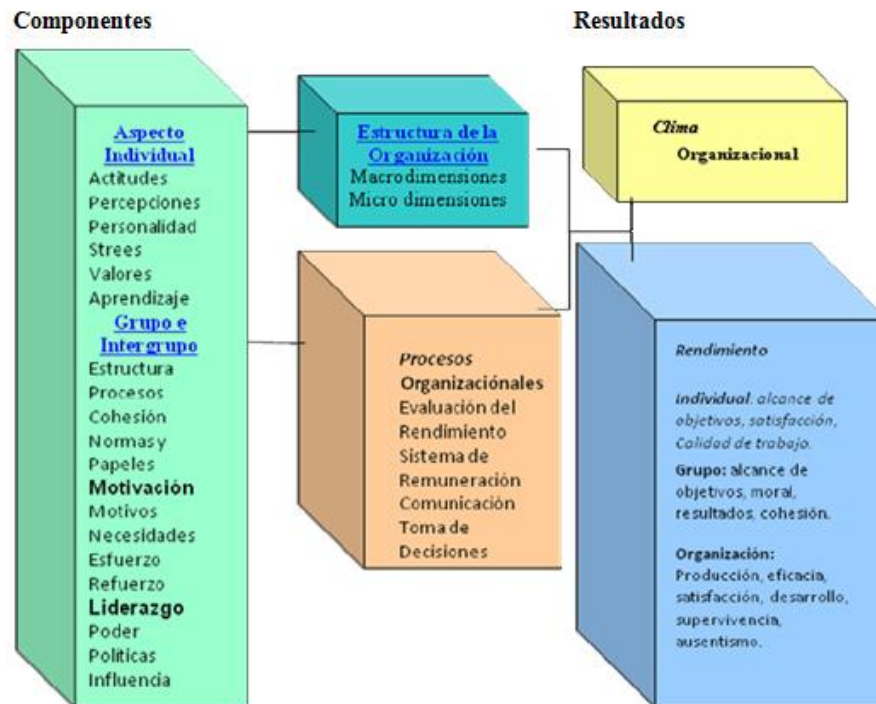 Componentes
Resultados
Aspecto
Individual
Actitudes
Percepciones
Personalidad
Strees
Valores
Aprendizaje
Grupo e
Intergrupo
Estructura
Procesos
Cohesión
Normas y
Papeles
Motivación
Motivos
Necesidades
Esfuerzo
Refuerzo
Liderazgo
Poder
Políticas
Influencia
Estructura de la
Organización
Macrodimensiones
Micro dimensiones
Procesos
Organizaciónales
Evaluación del
Rendimiento
Sistema de
Remuneración
Comunicación
Toma de
Decisiones
Clima
Organizacional
Rendimiento
Individual: alcance de
objetivos, satisfacción,
Calidad de trabajo.
Grupo: alcance de
objetivos, moral,
resultados, cohesión.
Organización:
Producción, eficacia,
satisfacción, desarrollo,
supervivencia,
ausentismo.